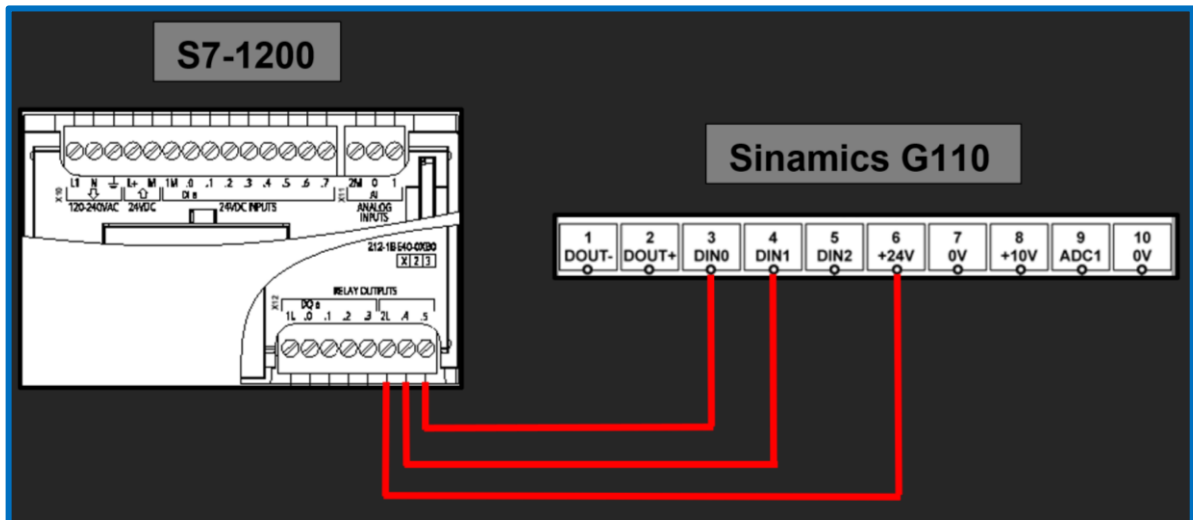 S7-1200
L1 N L+ M 1M .0 .1 .2 .3 .4 .5 .6 .7
2M 0 1
X10
120-240VAC 24VDC
DI a
24VDC INPUTS
X11
AI
ANALOG
INPUTS
X 2 3
X12
RELAY OUTPUTS
DQ a
1L .0 .1 .2 .3 2L .4 .5
Sinamics G110
1 2 3 4 5 6 7 8 9 10
DOUT- DOUT+ DIN0 DIN1 DIN2 +24V 0V +10V ADC1 0V